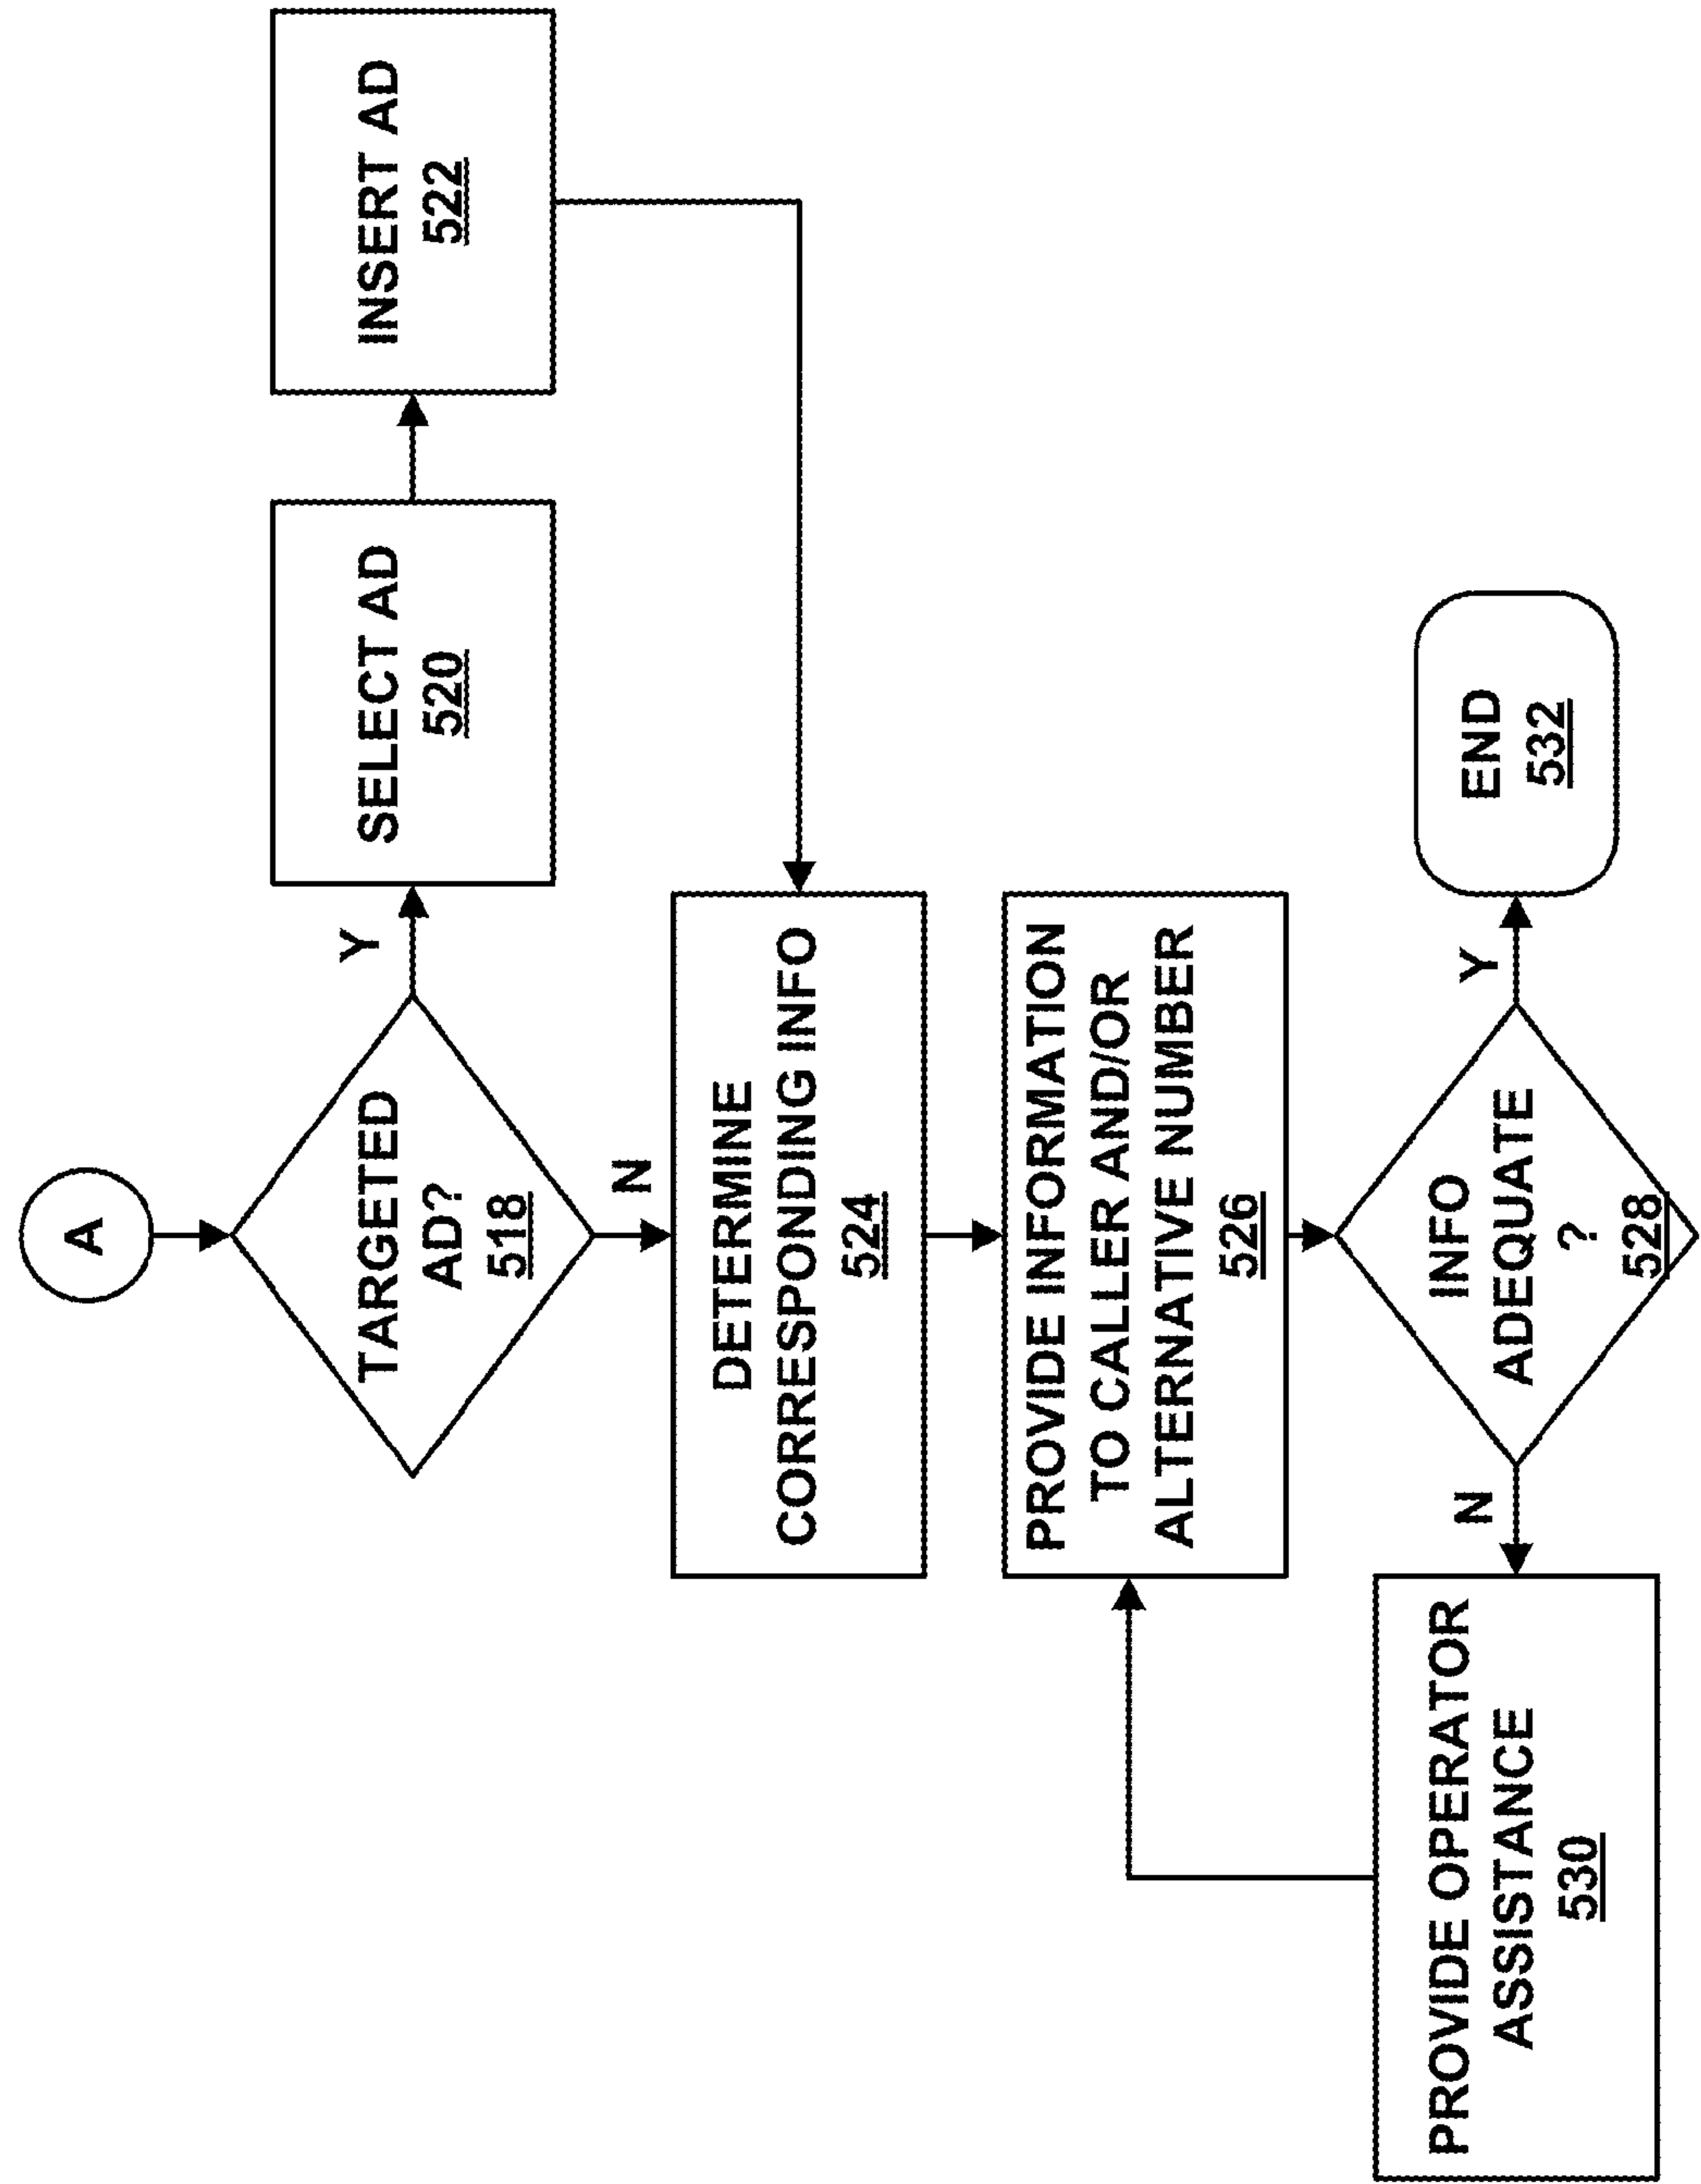 A
TARGETED
AD?
518
Y
SELECT AD
520
INSERT AD
522
N
DETERMINE
CORRESPONDING INFO
524
PROVIDE INFORMATION
TO CALLER AND/OR
ALTERNATIVE NUMBER
526
INFO
ADEQUATE
?
528
Y
END
532
N
PROVIDE OPERATOR
ASSISTANCE
530